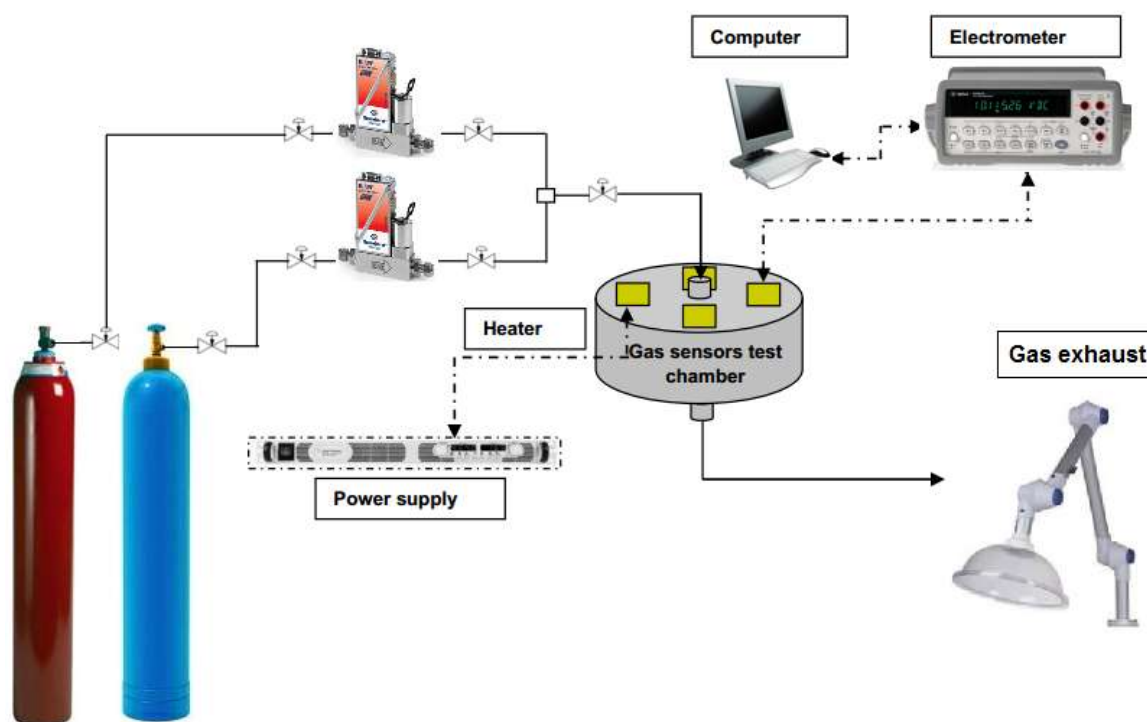 Computer
Electrometer
Heater
Gas sensors test
chamber
Gas exhaust
Power supply